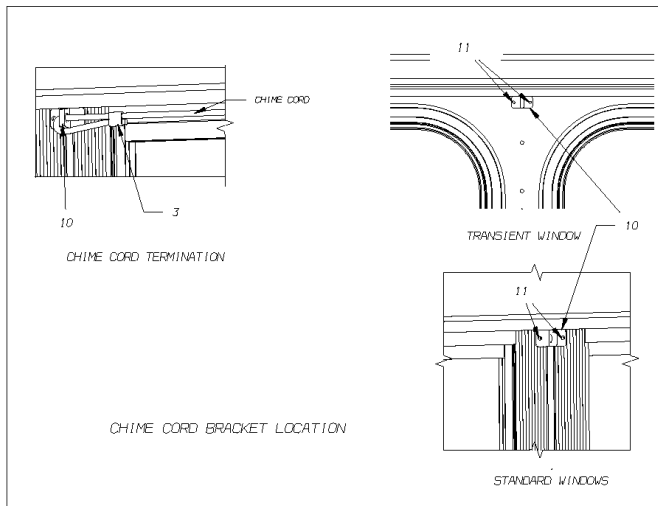 11
CHIME CORD
10
3
10
TRANSIENT WINDOW
CHIME CORD TERMINATION
11
CHIME CORD BRACKET LOCATION
STANDARD WINDOWS